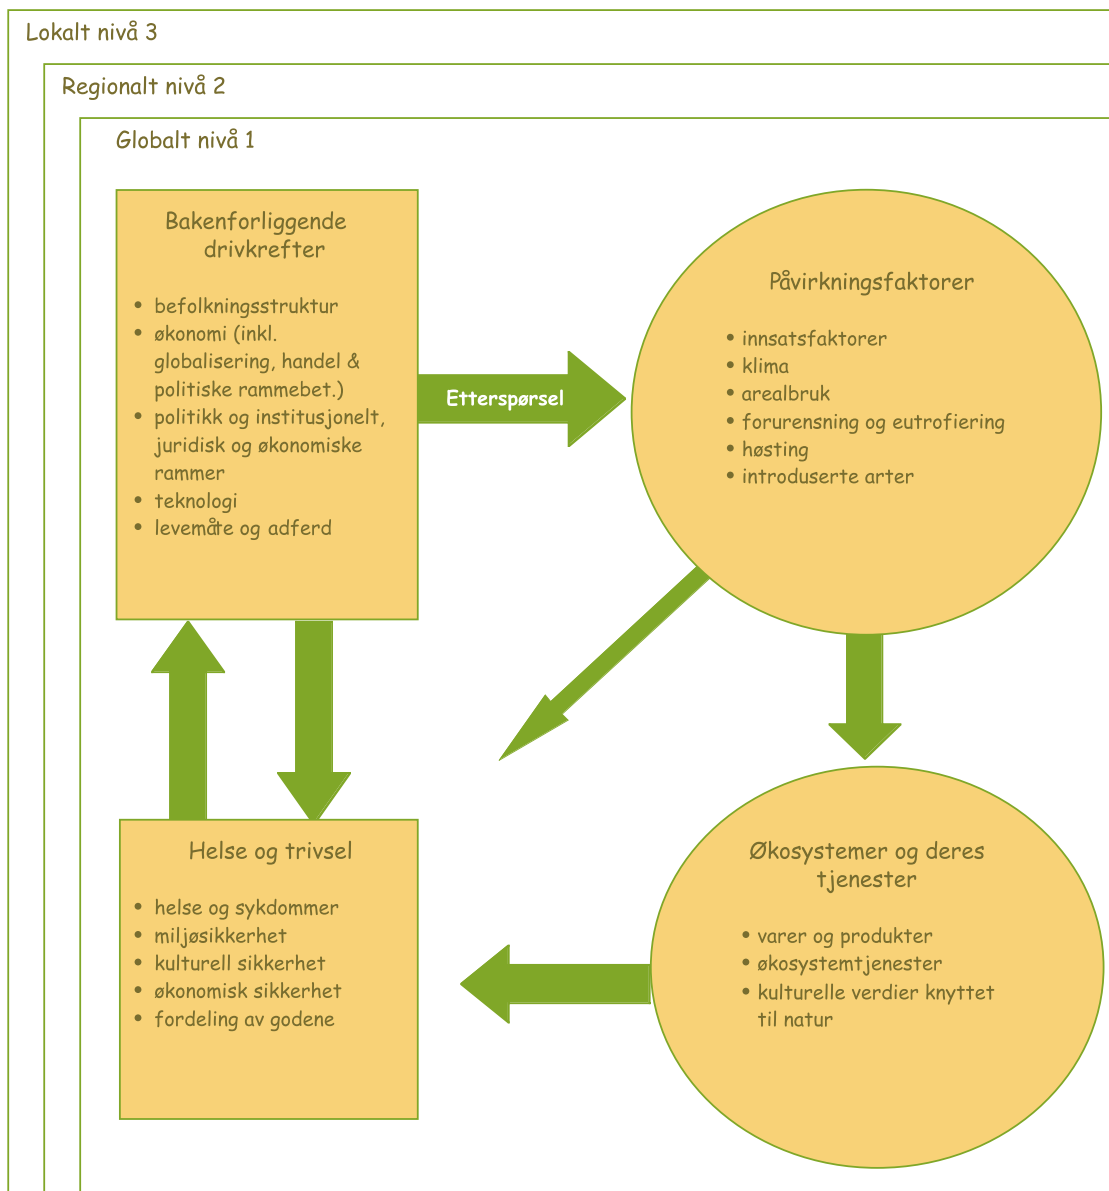 Lokalt nivå 3
Regionalt nivå 2
Globalt nivå 1
Bakenforliggende
drivkrefter
• befolkningsstruktur
• økonomi (inkl.
globalisering, handel &
politiske rammebet.)
• politikk og institusjonelt,
juridisk og økonomiske
rammer
• teknologi
• levemåte og adferd
Etterspørsel
Påvirkningsfaktorer
• innsatsfaktorer
• klima
• arealbruk
• forurensning og eutrofiering
• høsting
• introduserte arter
Helse og trivsel
• helse og sykdommer
• miljøsikkerhet
• kulturell sikkerhet
• økonomisk sikkerhet
• fordeling av godene
Økosystemer og deres
tjenester
• varer og produkter
• økosystemtjenester
• kulturelle verdier knyttet
til natur